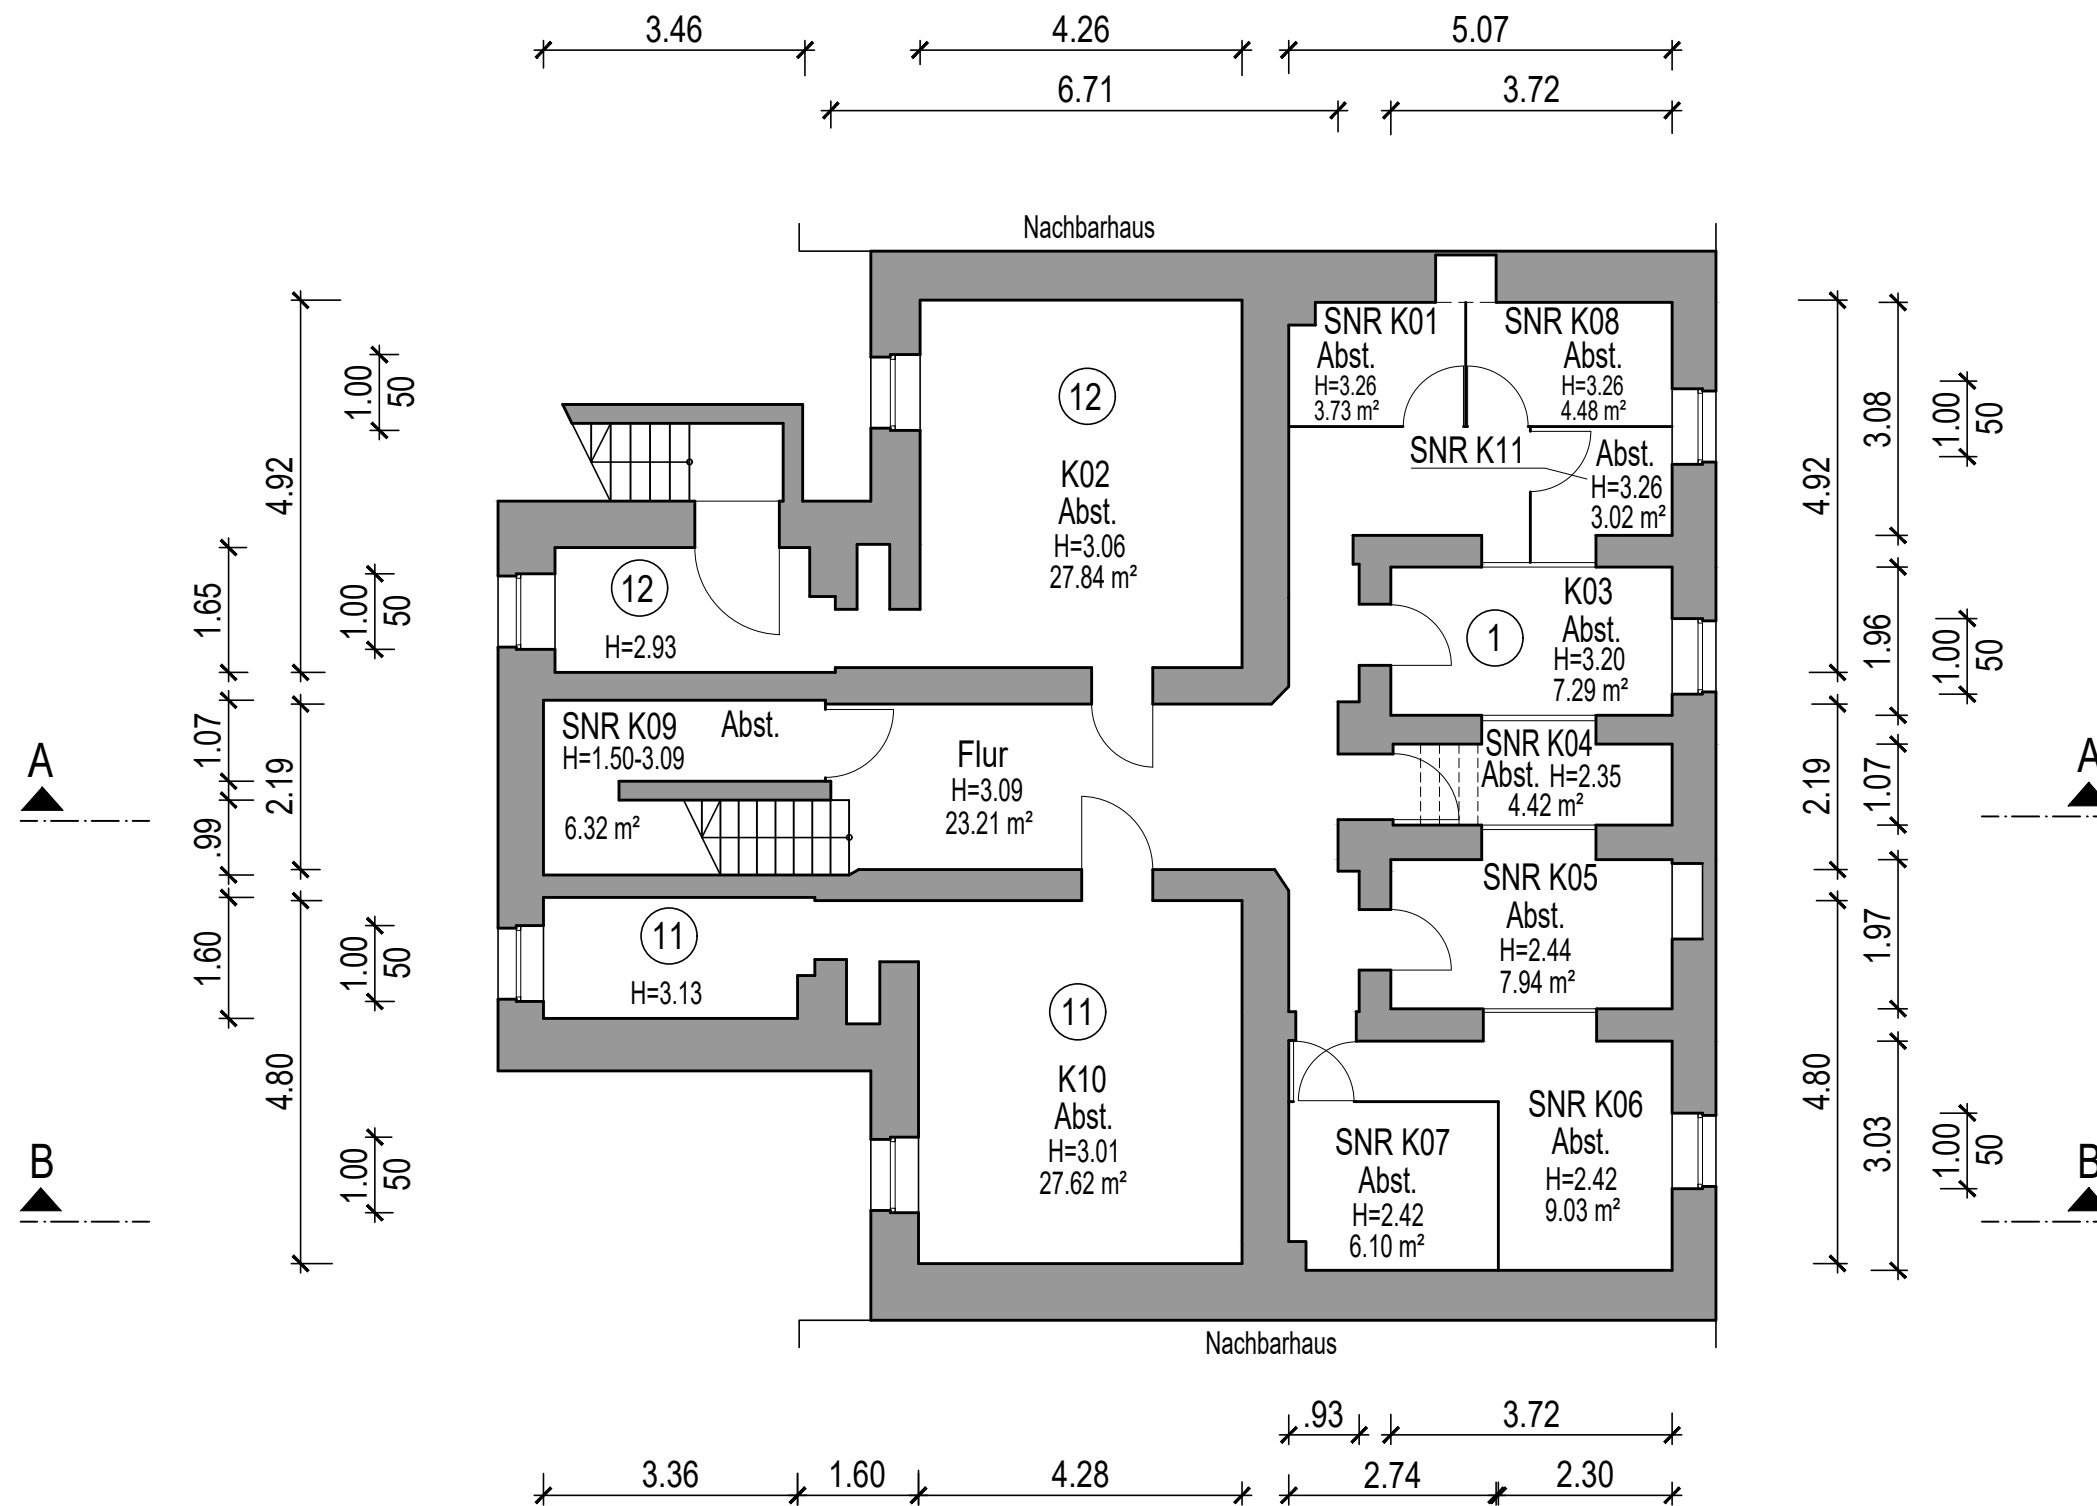 3.46
4.26
5.07
6.71
3.72
Nachbarhaus
SNR K01
Abst.
H=3.26
3.73 m²
SNR K08
Abst.
H=3.26
4.48 m²
SNR K11
Abst.
H=3.26
3.02 m²
12
K02
Abst.
H=3.06
27.84 m²
12
H=2.93
1
K03
Abst.
H=3.20
7.29 m²
SNR K09
Abst.
H=1.50-3.09
6.32 m²
Flur
H=3.09
23.21 m²
SNR K04
Abst. H=2.35
4.42 m²
SNR K05
Abst.
H=2.44
7.94 m²
11
H=3.13
11
K10
Abst.
H=3.01
27.62 m²
SNR K07
Abst.
H=2.42
6.10 m²
SNR K06
Abst.
H=2.42
9.03 m²
Nachbarhaus
A
B
A
B
1.65
1.07
.99
1.60
4.92
2.19
4.80
1.00
50
1.00
50
1.00
50
1.00
50
4.92
2.19
4.80
3.08
1.96
1.07
1.97
3.03
1.00
50
1.00
50
1.00
50
.93
3.72
3.36
1.60
4.28
2.74
2.30